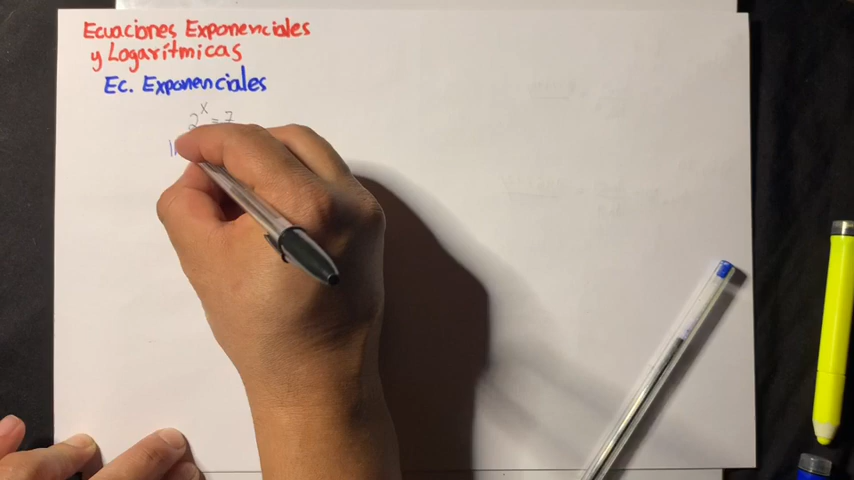 Ecuaciones Exponenciales
y Logarítmicas
Ec. Exponenciales
2^x = 7